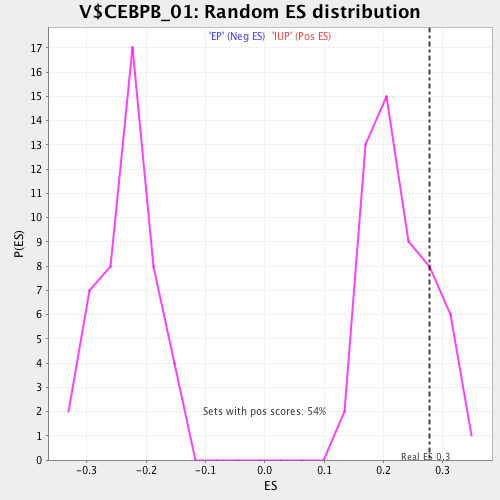 V$CEBPB_01: Random ES distribution
'EP' (Neg ES) 'IUP' (Pos ES)
17
16
15
14
13
12
11
10
9
8
7
6
5
4
3
2
1
0
P(ES)
Sets with pos scores: 54%
Real ES 0.3
-0.3 -0.2 -0.1 0.0 0.1 0.2 0.3
ES